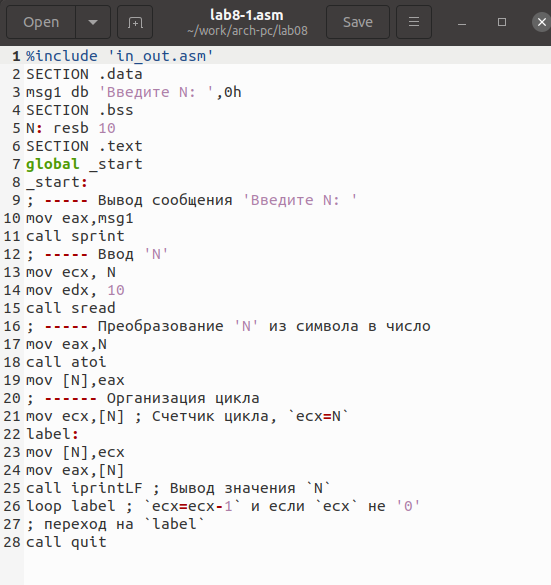 Open
lab8-1.asm
~/work/arch-pc/lab08
Save
1 %include 'in_out.asm'
2 SECTION .data
3 msg1 db 'Введите N: ',0h
4 SECTION .bss
5 N: resb 10
6 SECTION .text
7 global _start
8 _start:
9 ; ----- Вывод сообщения 'Введите N: '
10 mov eax,msg1
11 call sprint
12 ; ----- Ввод 'N'
13 mov ecx, N
14 mov edx, 10
15 call sread
16 ; ----- Преобразование 'N' из символа в число
17 mov eax,N
18 call atoi
19 mov [N],eax
20 ; ------ Организация цикла
21 mov ecx,[N] ; Счетчик цикла, `ecx=N`
22 label:
23 mov [N],ecx
24 mov eax,[N]
25 call iprintLF ; Вывод значения `N`
26 loop label ; `ecx=ecx-1` и если `ecx` не '0'
27 ; переход на `label`
28 call quit